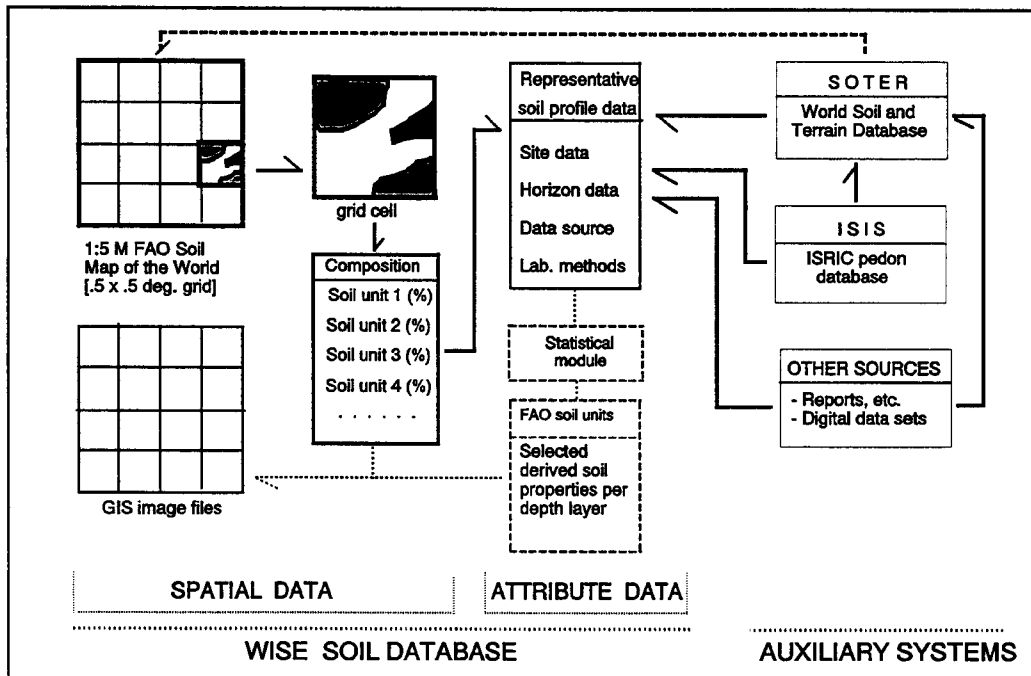 1:5 M FAO Soil
Map of the World
[.5 x .5 deg. grid]
GIS image files
grid cell
Composition
Soil unit 1 (%)
Soil unit 2 (%)
Soil unit 3 (%)
Soil unit 4 (%)
. . . . . .
Representative
soil profile data
Site data
Horizon data
Data source
Lab. methods
Statistical
module
FAO soil units
Selected
derived soil
properties per
depth layer
SOTER
World Soil and
Terrain Database
ISIS
ISRIC pedon
database
OTHER SOURCES
- Reports, etc.
- Digital data sets
SPATIAL DATA
ATTRIBUTE DATA
WISE SOIL DATABASE
AUXILIARY SYSTEMS